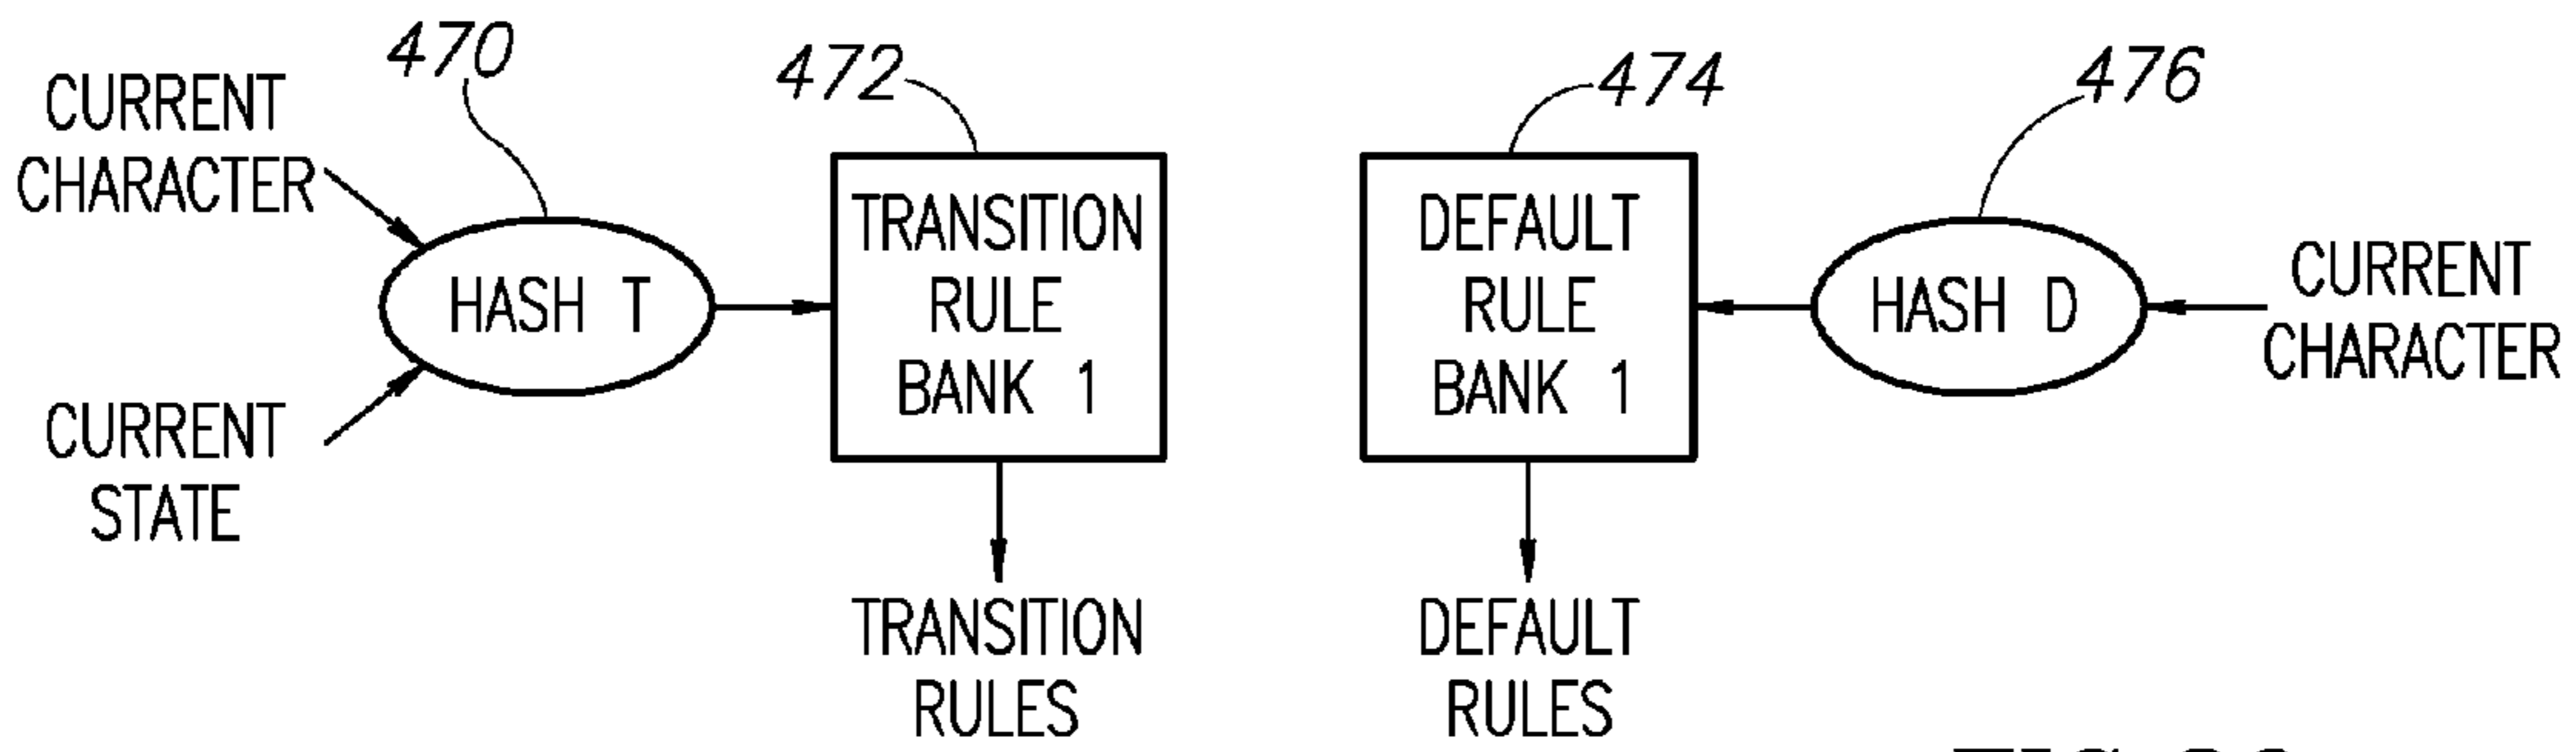 470
472
474
476
CURRENT
CHARACTER
HASH T
TRANSITION
RULE
BANK 1
DEFAULT
RULE
BANK 1
HASH D
CURRENT
CHARACTER
CURRENT
STATE
TRANSITION
RULES
DEFAULT
RULES